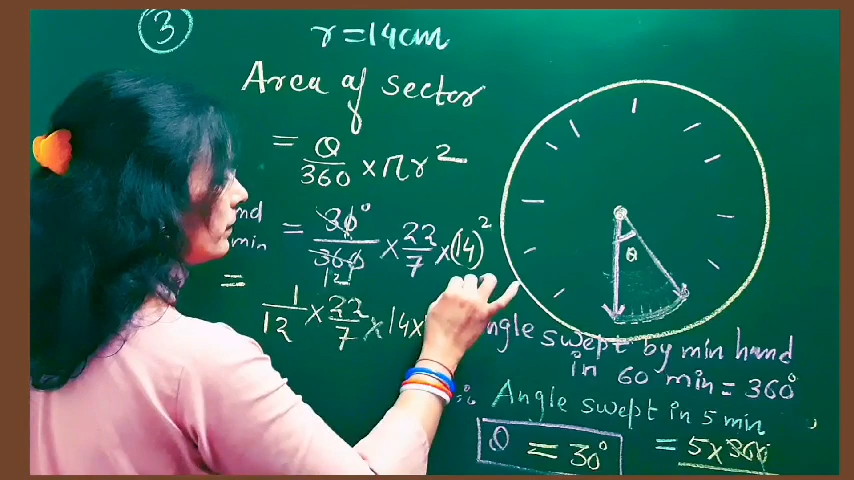 3
r = 14cm
Area of sector
= θ/360 × πr²
nd
min
= 30°/360 × 22/7 × (14)²
12
=
1/12 × 22/7 × 14×
ngle swept by min hand
in 60 min = 360°
∴ Angle swept in 5 min
= 5×360
θ = 30°
θ